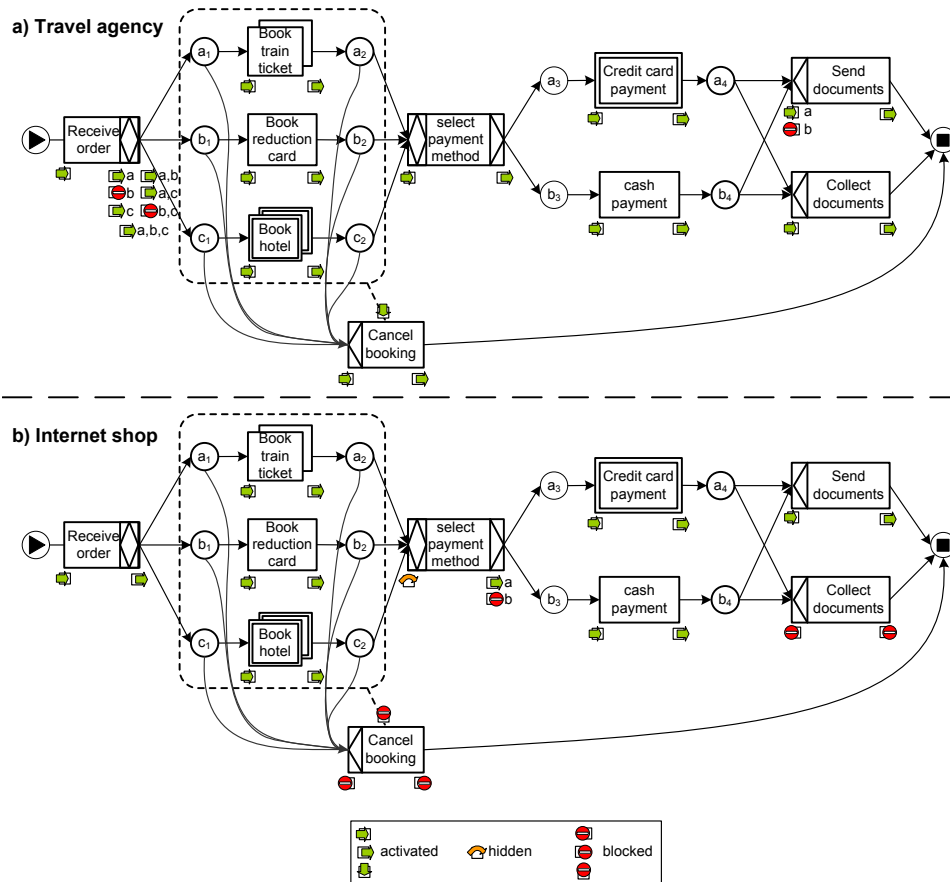 a) Travel agency
a1
Book
train
ticket
a2
a3
Credit card
payment
a4
Send
documents
a
b
Receive
order
b1
Book
reduction
card
b2
select
payment
method
b3
cash
payment
b4
Collect
documents
a a,b
b a,c
c b,c
a,b,c
c1
Book
hotel
c2
Cancel
booking
b) Internet shop
a1
Book
train
ticket
a2
a3
Credit card
payment
a4
Send
documents
Receive
order
b1
Book
reduction
card
b2
select
payment
method
a
b
b3
cash
payment
b4
Collect
documents
c1
Book
hotel
c2
Cancel
booking
activated hidden blocked